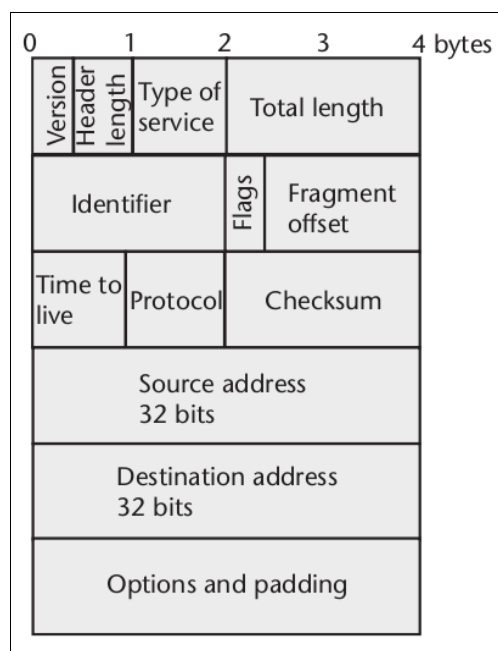 0 1 2 3 4 bytes
Version
Header
length
Type of
service
Total length
Identifier
Flags
Fragment
offset
Time to
live
Protocol
Checksum
Source address
32 bits
Destination address
32 bits
Options and padding